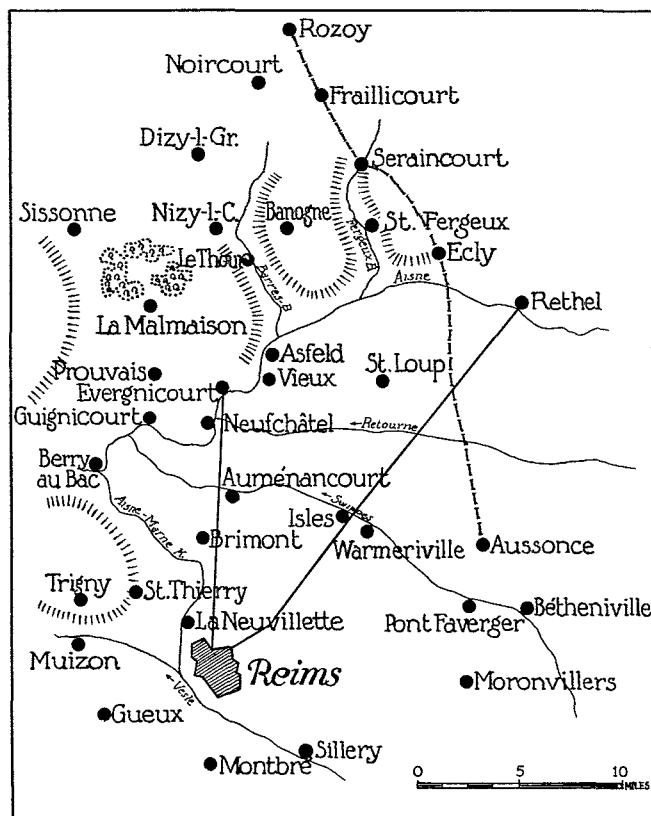 Rozoy
Noircourt
Fraillicourt
Dizy-l-Gr.
Seraincourt
Sissonne
Nizy-l-C.
Banogne
St. Fergeux
Le Thour
Barres-B
Fergeux B
Ecly
Aisne
La Malmaison
Rethel
Prouvais
Asfeld
St. Loup
Evergnicourt
Vieux
Guignicourt
Neufchâtel
Retourne
Berry
au Bac
Auménancourt
Suippes
Isles
Aisne-Marne K.
Brimont
Warmeriville
Aussonce
Trigny
St. Thierry
La Neuvillette
Pont Faverger
Bétheniville
Muizon
Reims
Vesle
Moronvillers
Gueux
Sillery
Montbré
0 5 10
MILES